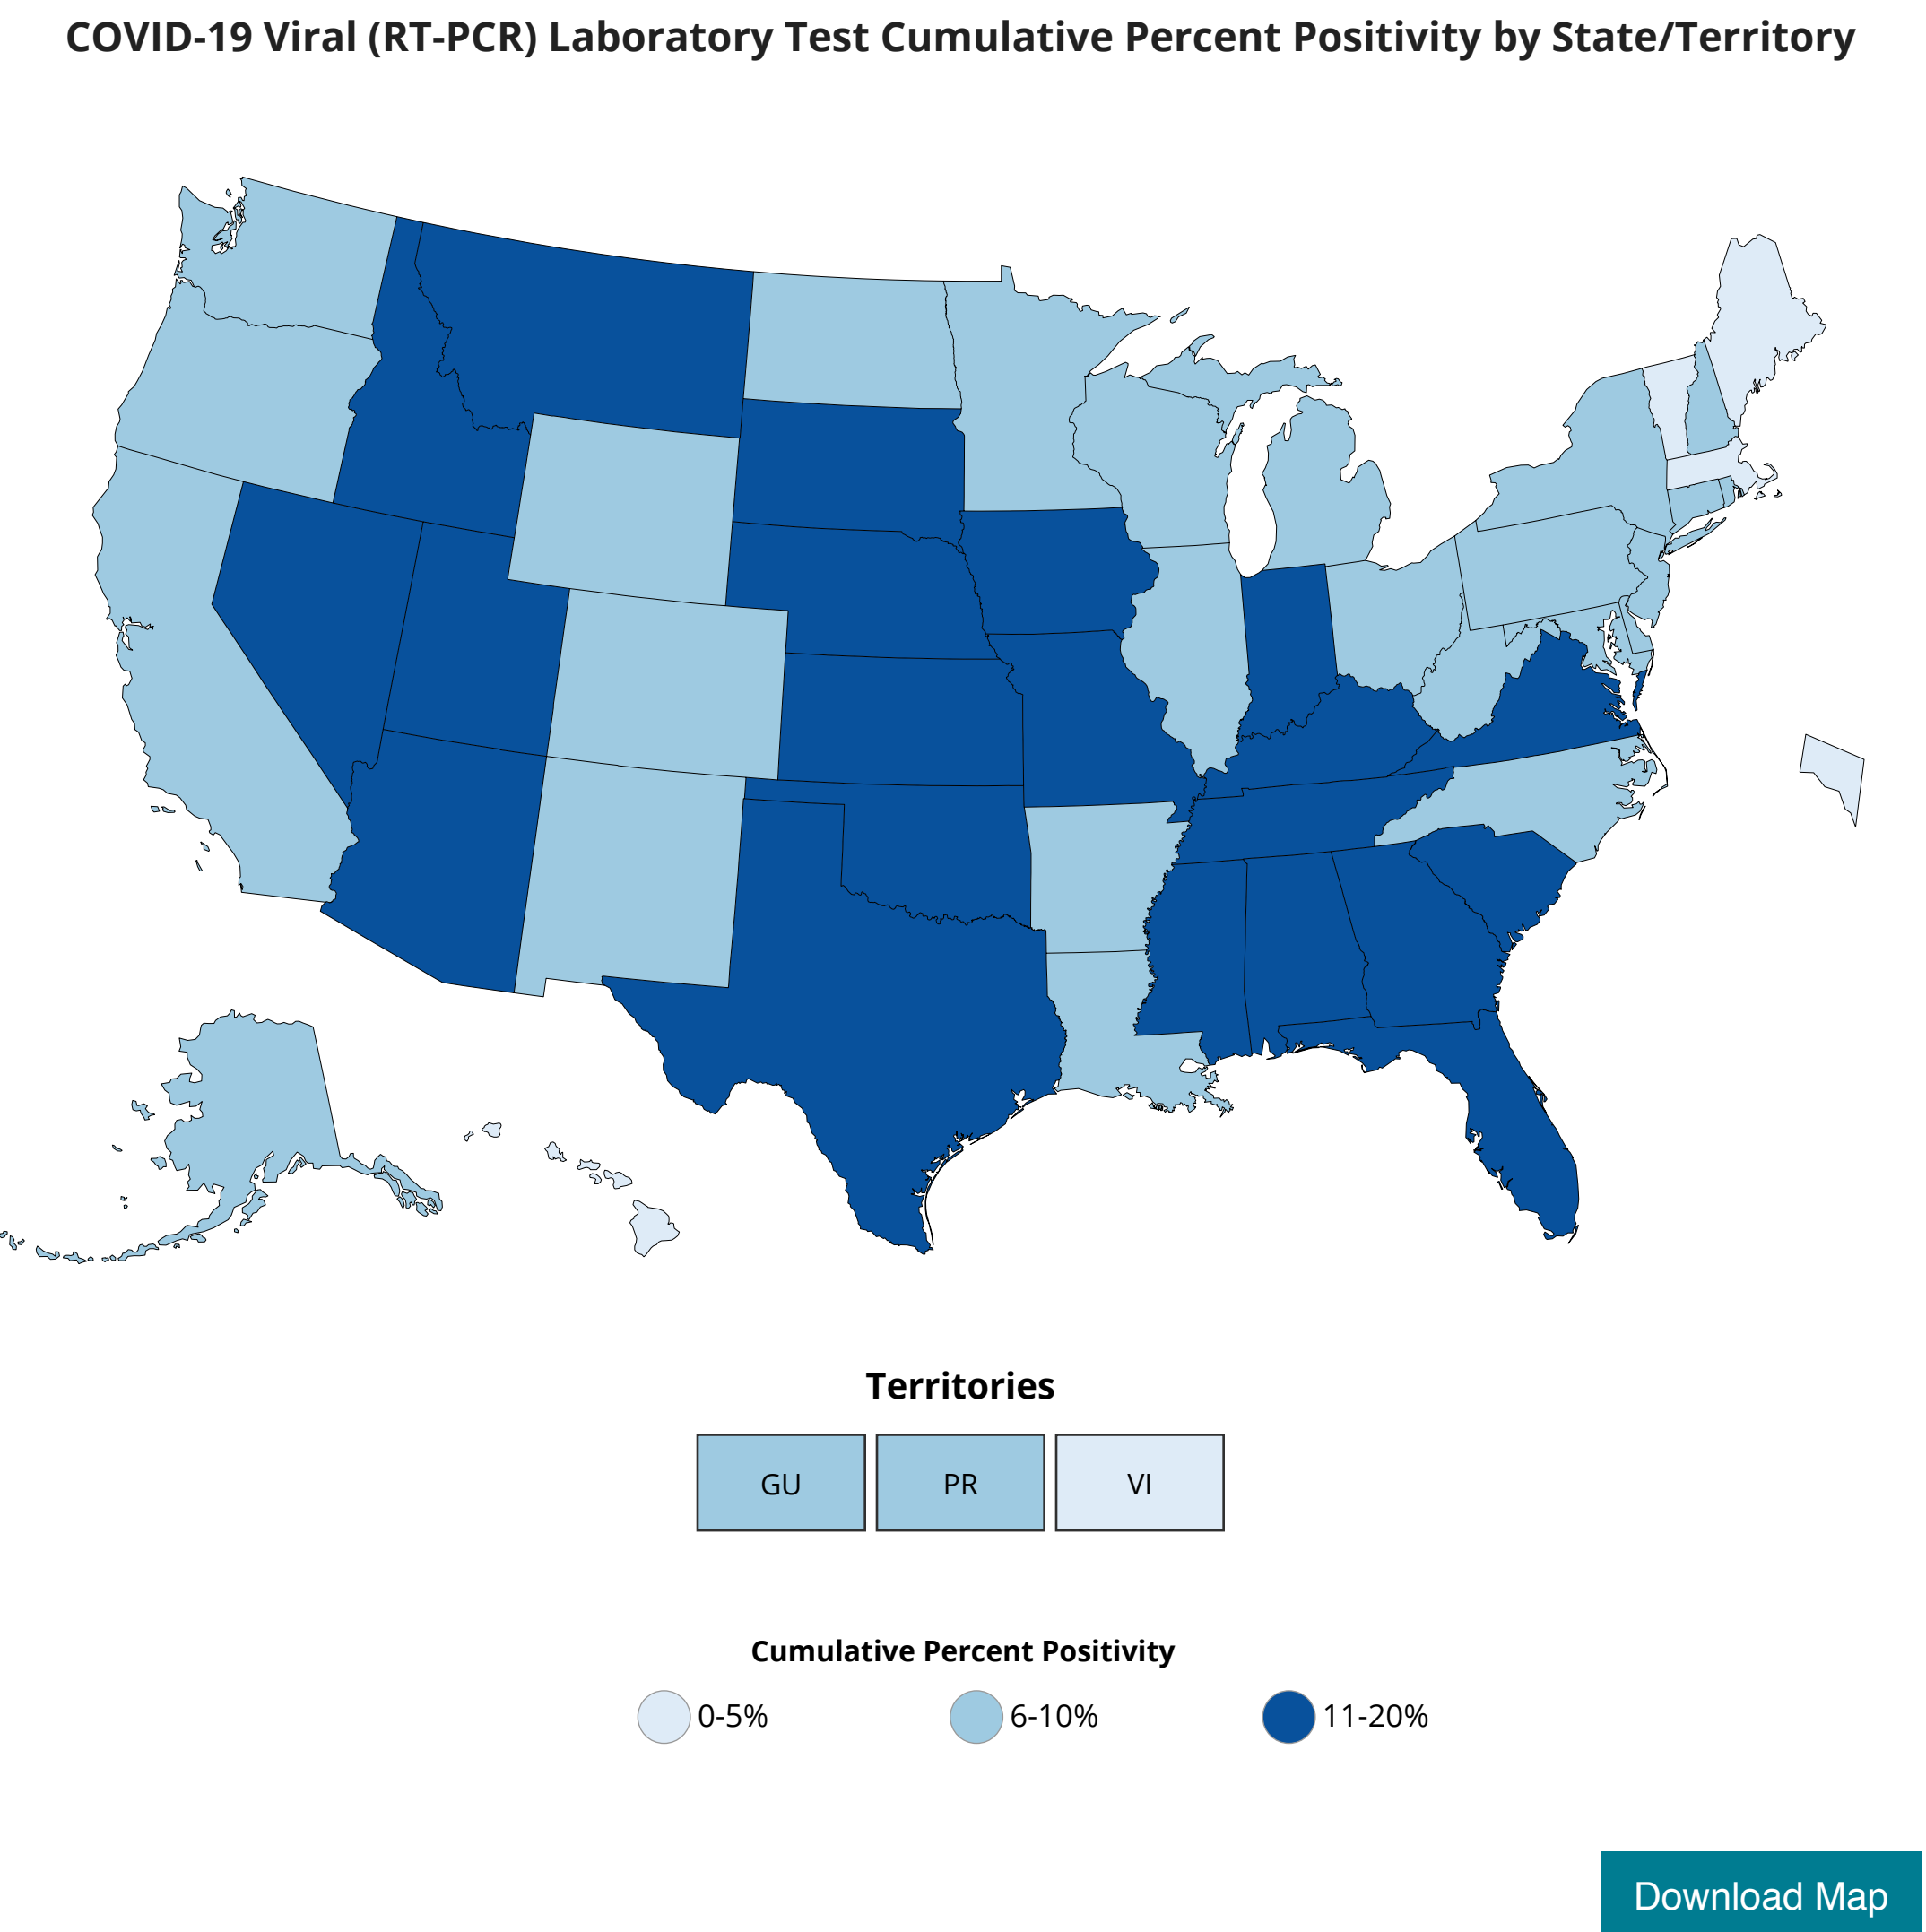 COVID-19 Viral (RT-PCR) Laboratory Test Cumulative Percent Positivity by State/Territory
Territories
GU PR VI
Cumulative Percent Positivity
0-5% 6-10% 11-20%
Download Map